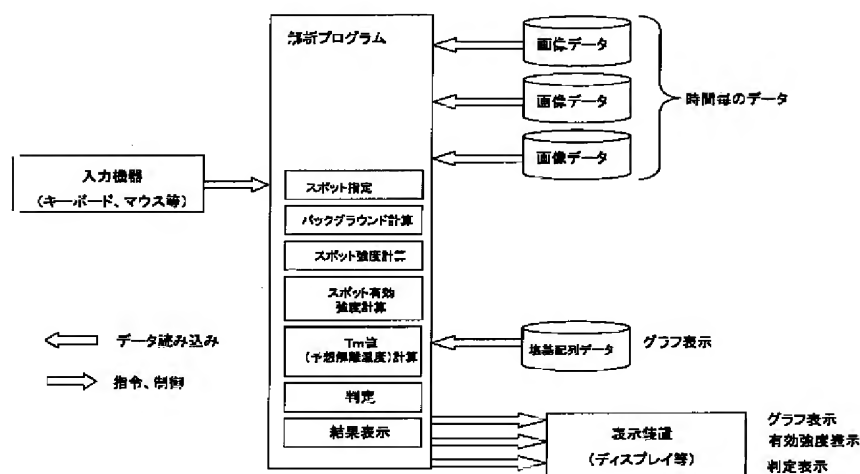 解析プログラム
画像データ
画像データ
画像データ
時間毎のデータ
入力機器
(キーボード、マウス等)
スポット指定
バックグラウンド計算
スポット強度計算
スポット有効
強度計算
Tm値
(予想解離温度)計算
判定
結果表示
塩基配列データ
グラフ表示
データ読み込み
指令、制御
表示装置
(ディスプレイ等)
グラフ表示
有効強度表示
判定表示